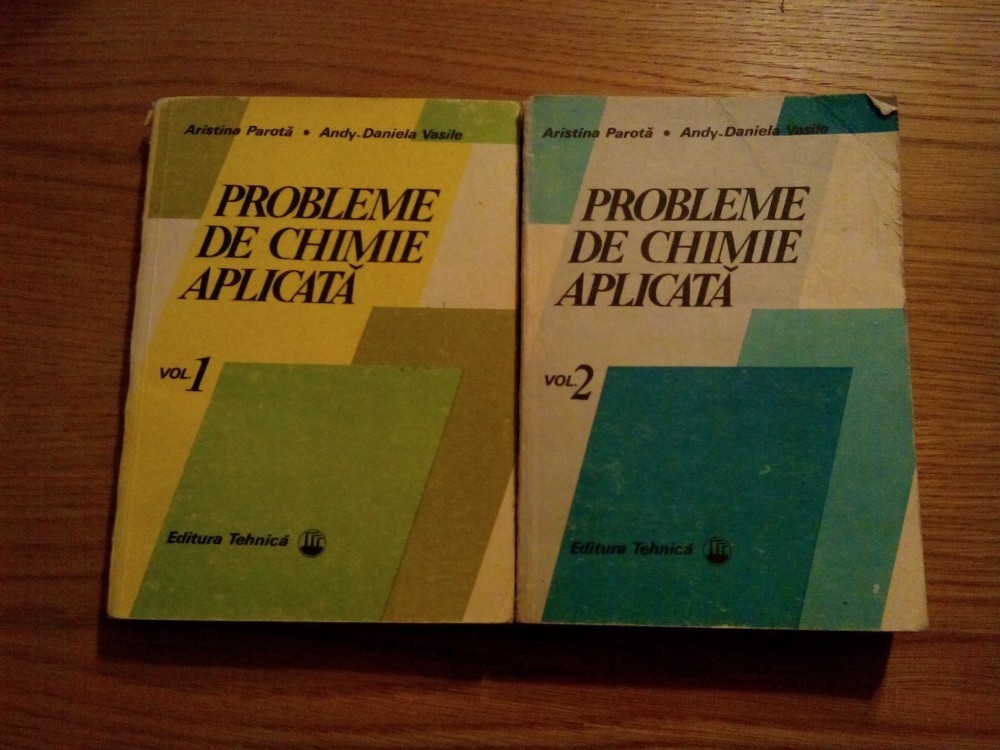 Aristina Parotă • Andy-Daniela Vasile
PROBLEME
DE CHIMIE
APLICATĂ
VOL. 1
Editura Tehnică
Aristina Parotă • Andy-Daniela Vasile
PROBLEME
DE CHIMIE
APLICATĂ
VOL. 2
Editura Tehnică